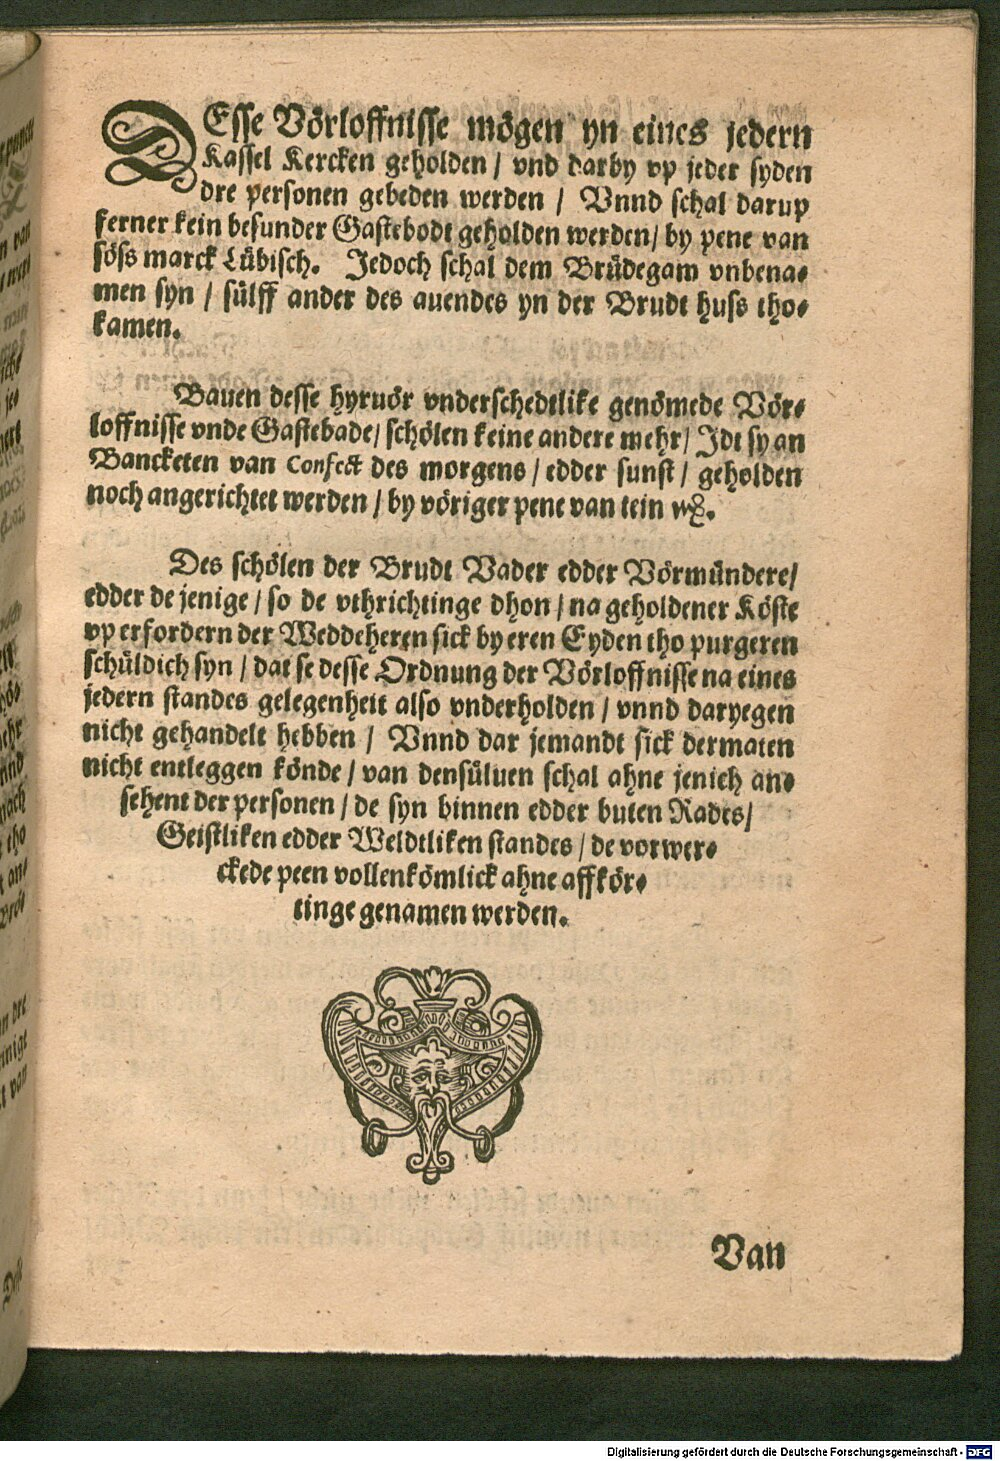 DEsse Vörloffnisse mögen yn eines jedern
Kassel Kercken geholden / vnd darby vp jeder syden
dre personen gebeden werden / Vnnd schal darup
ferner kein besunder Gastebodt geholden werden / by pene van
söss marck Lübisch. Jedoch schal dem Brüdegam vnbena-
men syn / sülff ander des auendes yn der Brudt huss tho-
kamen.
Bauen desse hyruör vnderschedtlike genömede Vör-
loffnisse vnde Gastebade / schölen keine andere mehr / Idt sy an
Bancketen van Confect des morgens / edder sunst / geholden
noch angerichtet werden / by vöriger pene van tein
Des schölen der Brudt Vader edder Vörmündere /
edder de jenige / so de vthrichtinge dhon / na geholdener Köste
vp erfordern der Weddeheren sick by eren Eyden tho purgeren
schüldich syn / dat se desse Ordnung der Vörloffnisse na eines
jedern standes gelegenheit also vnderholden / vnnd daryegen
nicht gehandelt hebben / Vnnd dar jemandt sick dermaten
nicht entleggen könde / van densüluen schal ahne jenich an-
sehent der personen / de syn binnen edder buten Rades /
Geistliken edder Weldtliken standes / de vorwer-
ckede peen vollenkömlick ahne affkör-
tinge genamen werden.
Van
Digitalisierung gefördert durch die Deutsche Forschungsgemeinschaft - DFG